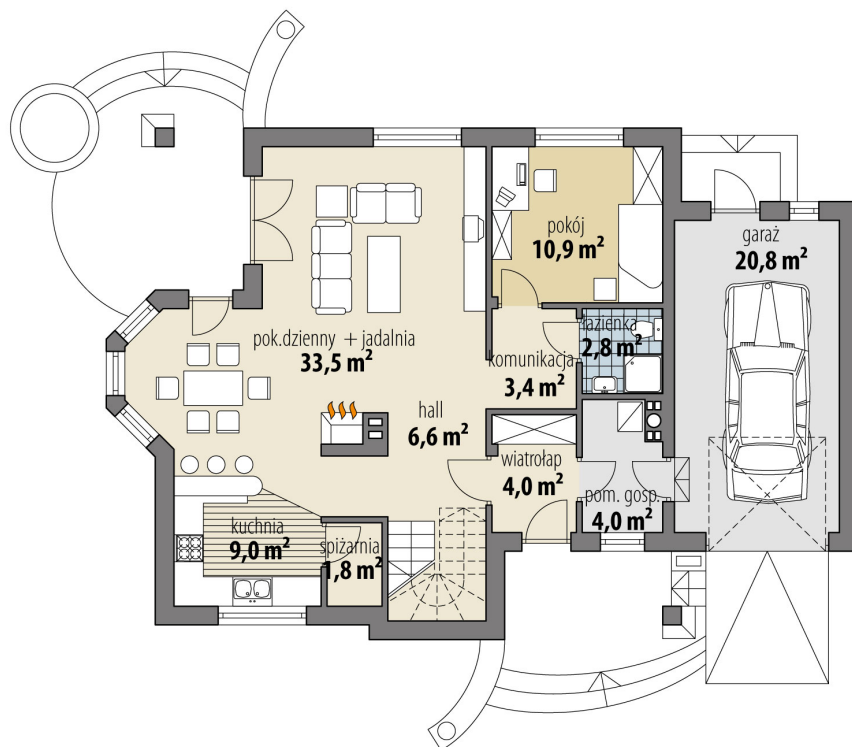 pokój
10,9 m²
garaż
20,8 m²
pok.dzienny + jadalnia
33,5 m²
łazienka
2,8 m²
komunikacja
3,4 m²
hall
6,6 m²
wiatrołap
4,0 m²
pom. gosp.
4,0 m²
kuchnia
9,0 m²
spiżarnia
1,8 m²